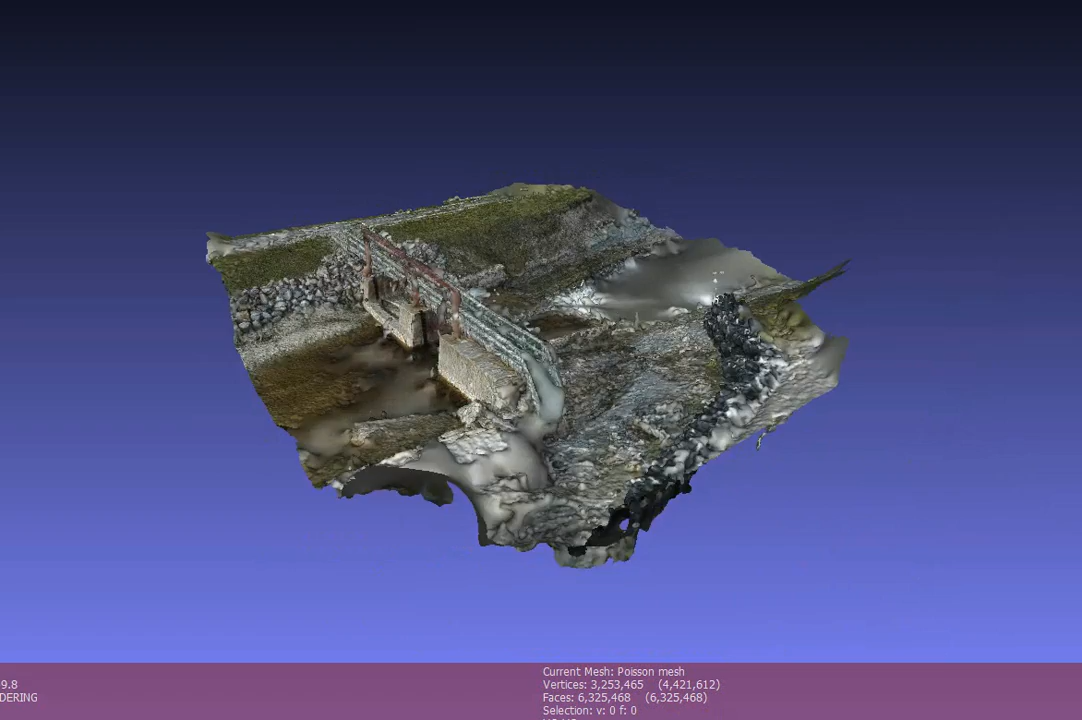 9.8
DERING
Current Mesh: Poisson mesh
Vertices: 3,253,465 (4,421,612)
Faces: 6,325,468 (6,325,468)
Selection: v: 0 f: 0